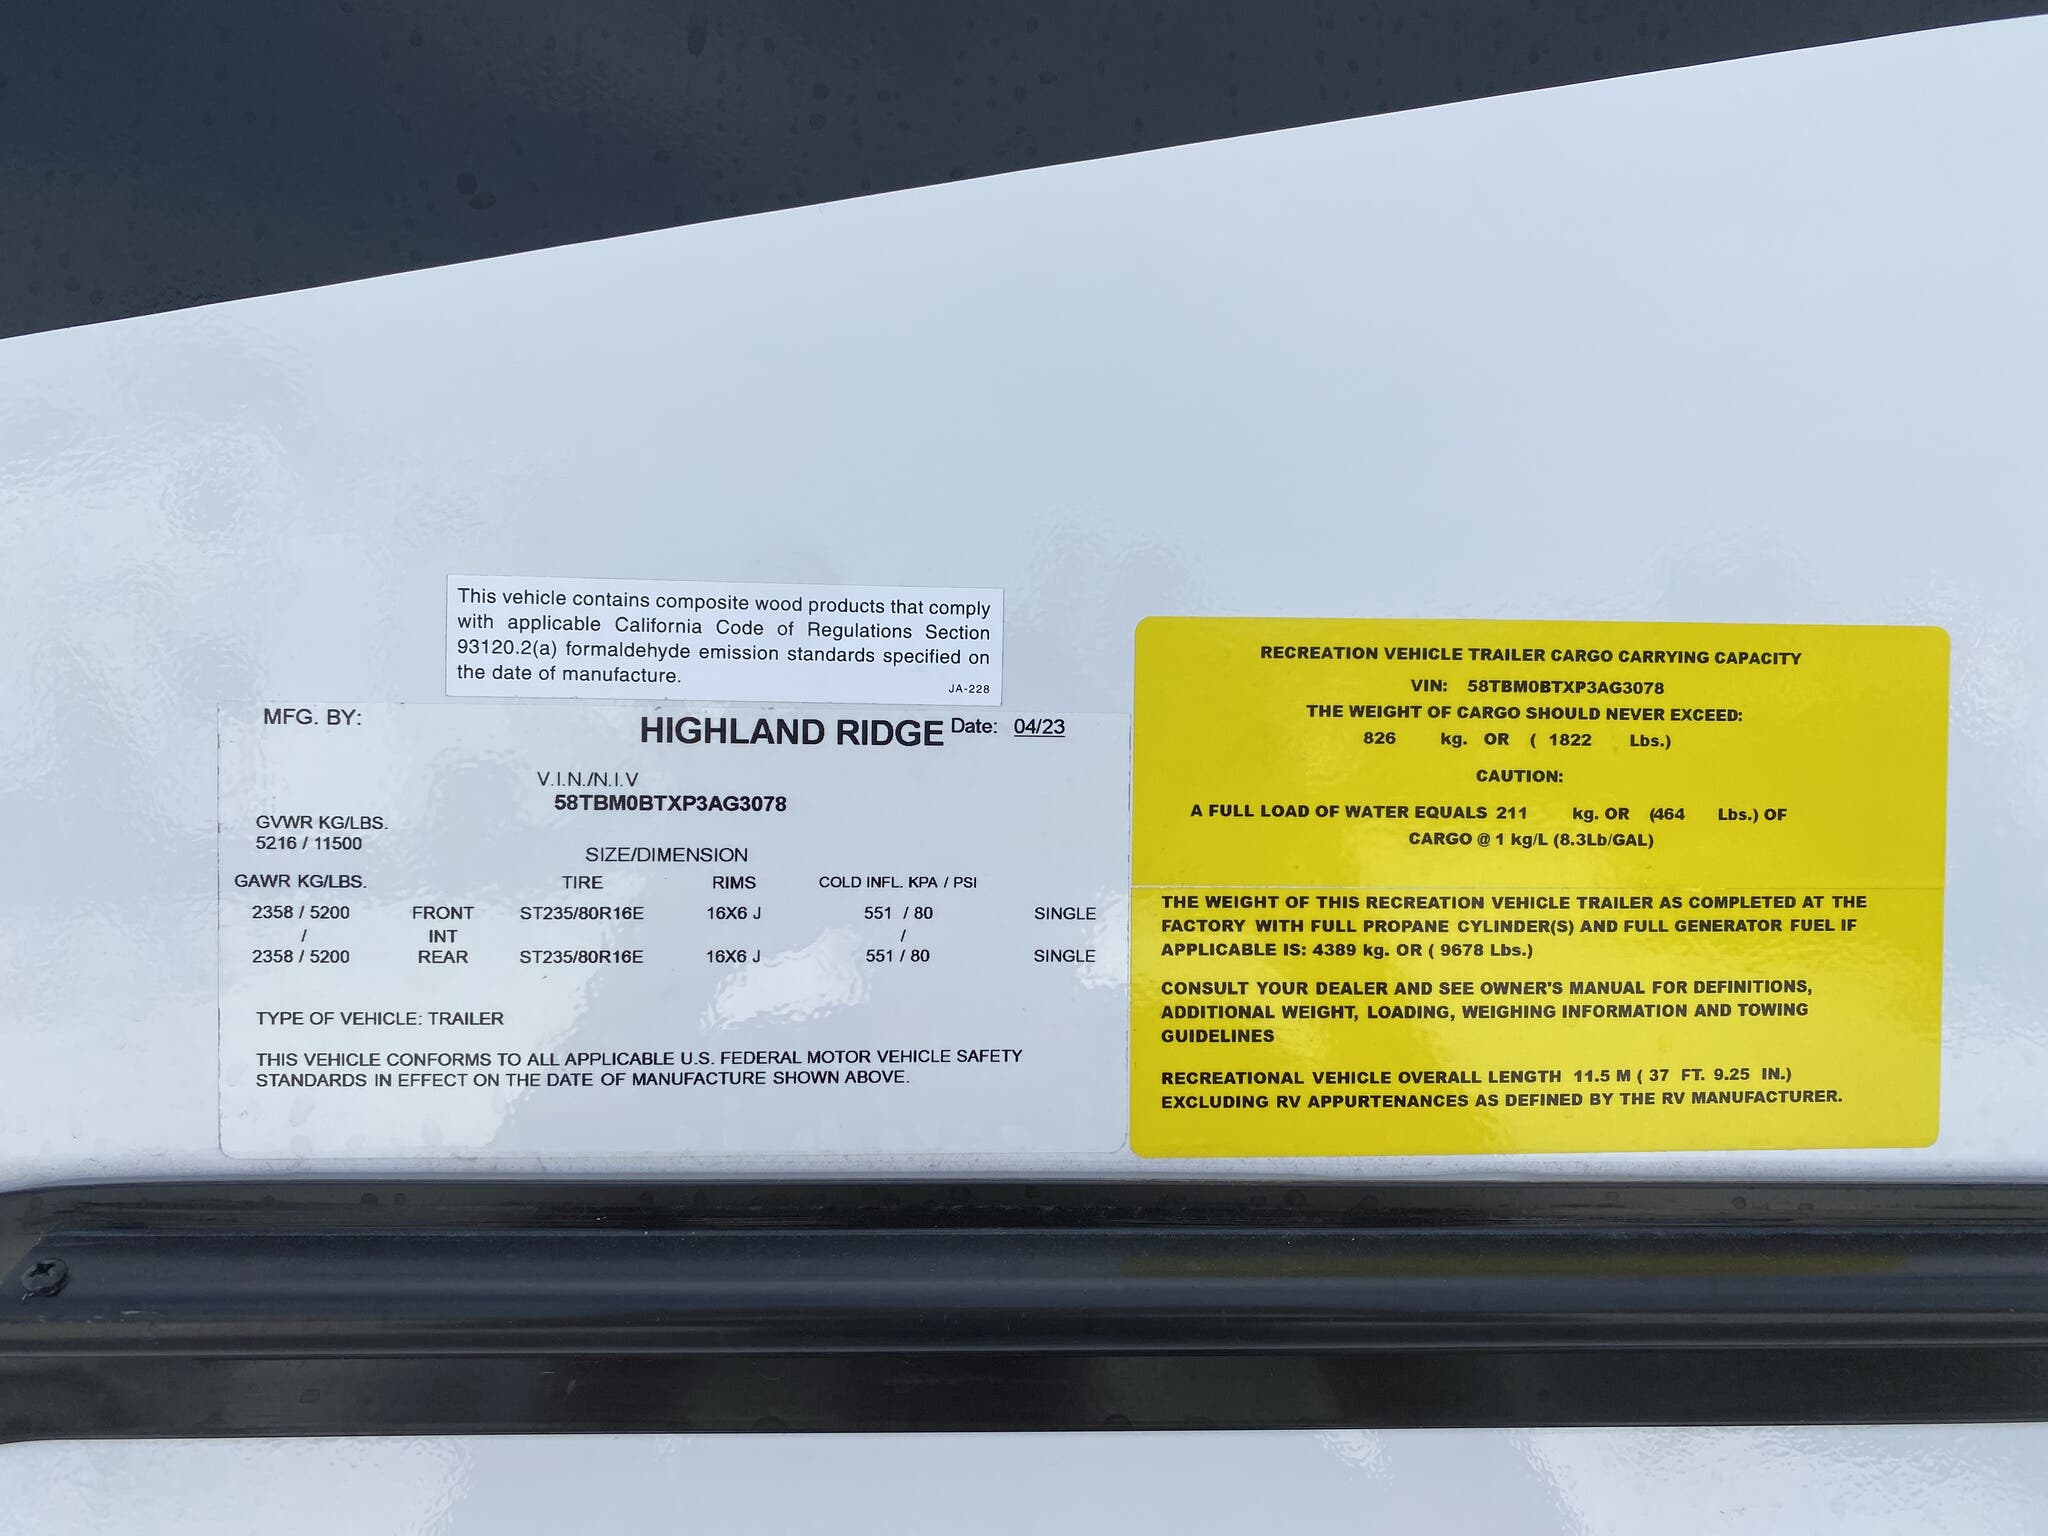 This vehicle contains composite wood products that comply
with applicable California Code of Regulations Section
93120.2(a) formaldehyde emission standards specified on
the date of manufacture.
JA-228
MFG. BY: HIGHLAND RIDGE Date: 04/23
V.I.N./N.I.V
58TBM0BTXP3AG3078
GVWR KG/LBS.
5216 / 11500
SIZE/DIMENSION
GAWR KG/LBS. TIRE RIMS COLD INFL. KPA / PSI
2358 / 5200 FRONT ST235/80R16E 16X6 J 551 / 80 SINGLE
/ INT /
2358 / 5200 REAR ST235/80R16E 16X6 J 551 / 80 SINGLE
TYPE OF VEHICLE: TRAILER
THIS VEHICLE CONFORMS TO ALL APPLICABLE U.S. FEDERAL MOTOR VEHICLE SAFETY
STANDARDS IN EFFECT ON THE DATE OF MANUFACTURE SHOWN ABOVE.
RECREATION VEHICLE TRAILER CARGO CARRYING CAPACITY
VIN: 58TBM0BTXP3AG3078
THE WEIGHT OF CARGO SHOULD NEVER EXCEED:
826 kg. OR ( 1822 Lbs.)
CAUTION:
A FULL LOAD OF WATER EQUALS 211 kg. OR (464 Lbs.) OF
CARGO @ 1 kg/L (8.3Lb/GAL)
THE WEIGHT OF THIS RECREATION VEHICLE TRAILER AS COMPLETED AT THE
FACTORY WITH FULL PROPANE CYLINDER(S) AND FULL GENERATOR FUEL IF
APPLICABLE IS: 4389 kg. OR ( 9678 Lbs.)
CONSULT YOUR DEALER AND SEE OWNER'S MANUAL FOR DEFINITIONS,
ADDITIONAL WEIGHT, LOADING, WEIGHING INFORMATION AND TOWING
GUIDELINES
RECREATIONAL VEHICLE OVERALL LENGTH 11.5 M ( 37 FT. 9.25 IN.)
EXCLUDING RV APPURTENANCES AS DEFINED BY THE RV MANUFACTURER.